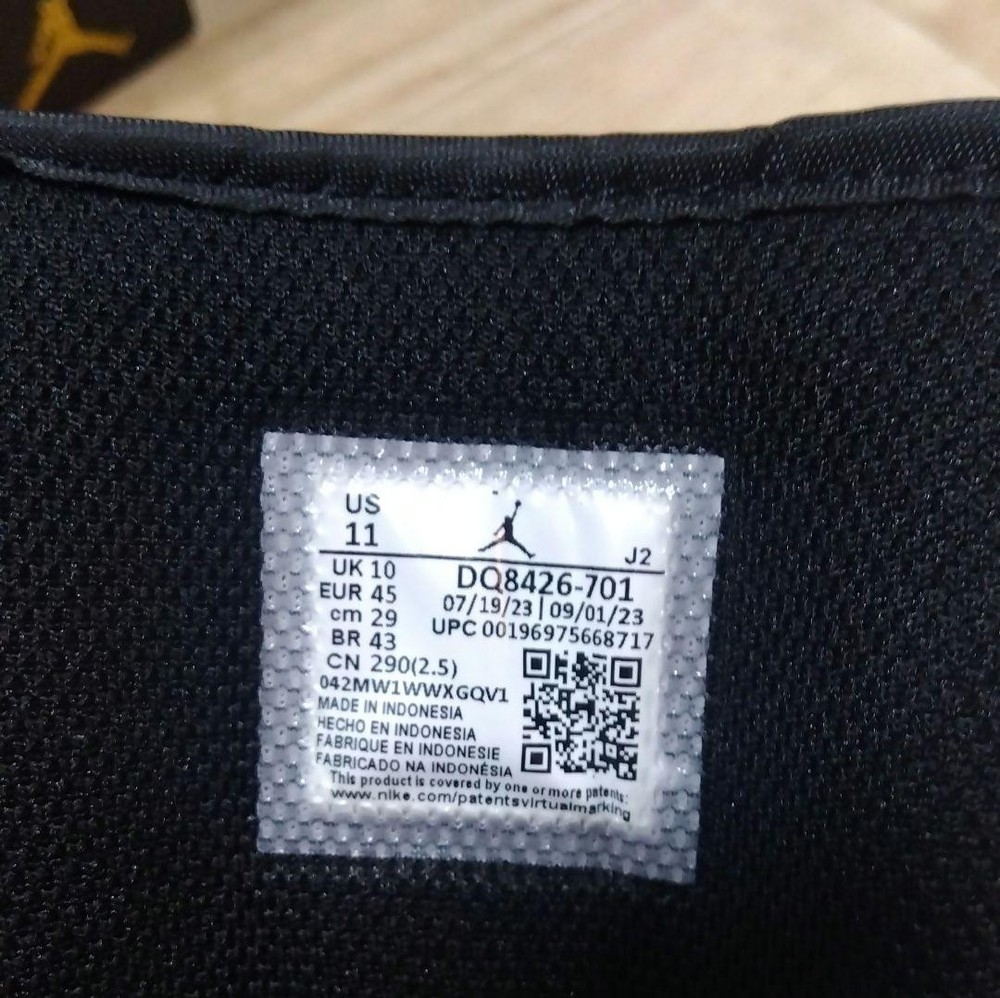 US
11
J2
UK 10
EUR 45
cm 29
BR 43
CN 290(2.5)
DQ8426-701
07/19/23 | 09/01/23
UPC 00196975668717
042MW1WWXGQV1
MADE IN INDONESIA
HECHO EN INDONESIA
FABRIQUE EN INDONESIE
FABRICADO NA INDONÉSIA
This product is covered by one or more patents:
www.nike.com/patentsvirtualmarking